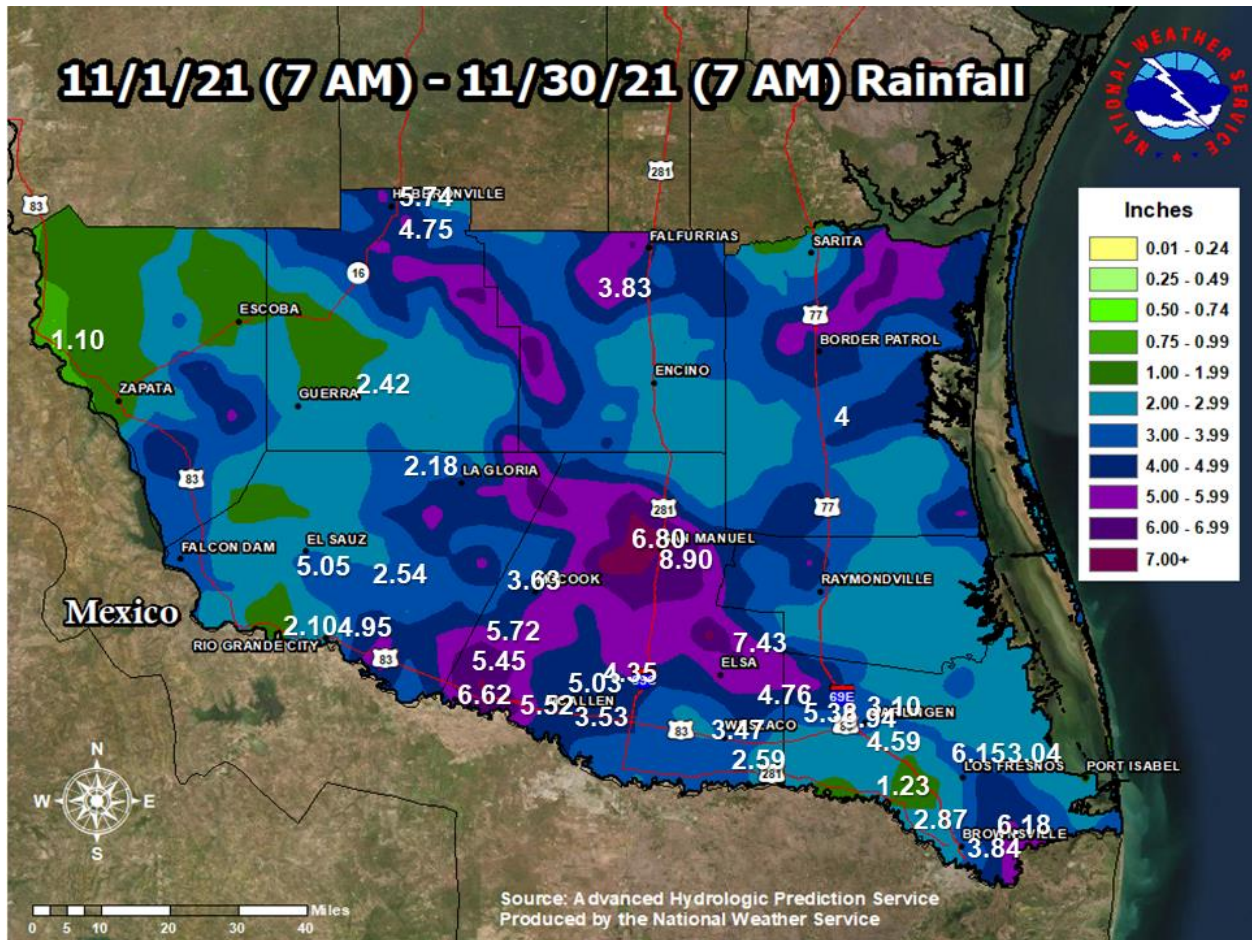 11/1/21 (7 AM) - 11/30/21 (7 AM) Rainfall
NATIONAL WEATHER SERVICE
Inches
0.01 - 0.24
0.25 - 0.49
0.50 - 0.74
0.75 - 0.99
1.00 - 1.99
2.00 - 2.99
3.00 - 3.99
4.00 - 4.99
5.00 - 5.99
6.00 - 6.99
7.00+
281
83
5.74
4.75
FALFURRIAS
SARITA
16
3.83
ESCOBA
77
1.10
BORDER PATROL
ENCINO
ZAPATA
GUERRA
2.42
4
2.18
LA GLORIA
83
281
77
6.80
MANUEL
EL SAUZ
FALCON DAM
8.90
5.05
2.54
3.63
COOK
RAYMONDVILLE
Mexico
2.10
4.95
5.72
7.43
RIO GRANDE CITY
83
5.45
ELSA
4.35
5.03
6.62
4.76
69E
5.52
3.53
5.38
3.10
83
3.47
83
4.59
2.59
281
6.15
3.04
LOS FRESNOS
PORT ISABEL
1.23
2.87
6.18
BROWNSVILLE
3.84
N
W
E
S
Miles
0 5 10 20 30 40
Source: Advanced Hydrologic Prediction Service
Produced by the National Weather Service